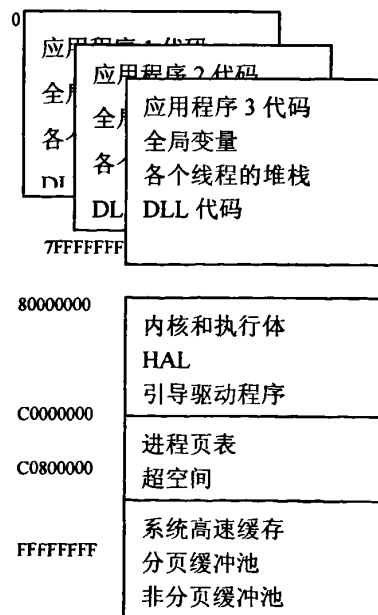 0
应用程序 1 代码
全局
各个
DLL
应用程序 2 代码
全局
各个
DLL
应用程序 3 代码
全局变量
各个线程的堆栈
DLL 代码
7FFFFFFF
80000000
内核和执行体
HAL
引导驱动程序
C0000000
进程页表
C0800000
超空间
系统高速缓存
FFFFFFFF
分页缓冲池
非分页缓冲池